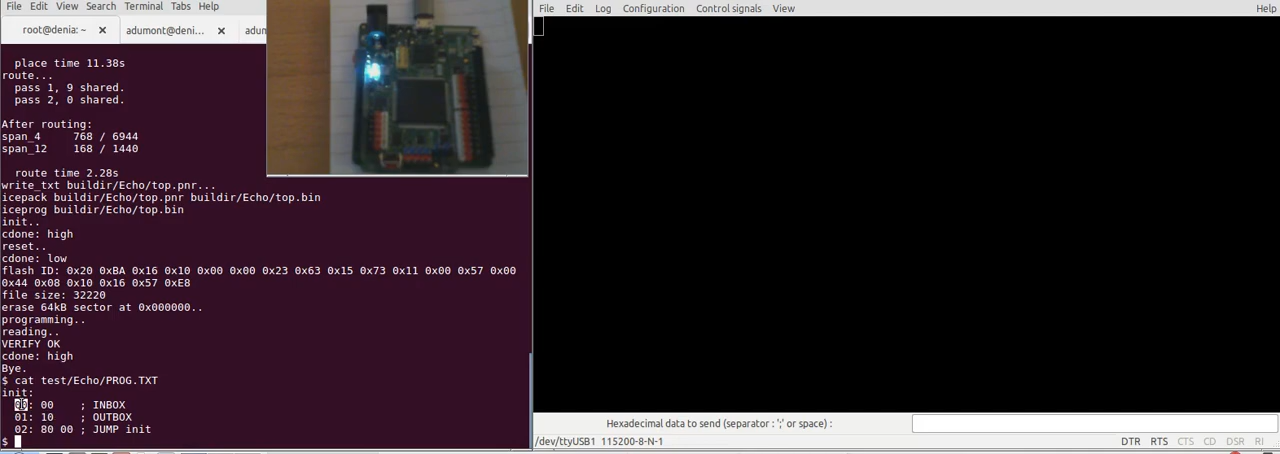 File Edit View Search Terminal Tabs Help
root@denia: ~ × adumont@deni... × adum
place time 11.38s
route...
pass 1, 9 shared.
pass 2, 0 shared.
After routing:
span_4 768 / 6944
span_12 168 / 1440
route time 2.28s
write_txt buildir/Echo/top.pnr...
icepack buildir/Echo/top.pnr buildir/Echo/top.bin
iceprog buildir/Echo/top.bin
init..
cdone: high
reset..
cdone: low
flash ID: 0x20 0xBA 0x16 0x10 0x00 0x00 0x23 0x63 0x15 0x73 0x11 0x00 0x57 0x00
0x44 0x08 0x10 0x16 0x57 0xE8
file size: 32220
erase 64kB sector at 0x000000..
programming..
reading..
VERIFY OK
cdone: high
Bye.
$ cat test/Echo/PROG.TXT
init:
00: 00 ; INBOX
01: 10 ; OUTBOX
02: 80 00 ; JUMP init
$
File Edit Log Configuration Control signals View Help
Hexadecimal data to send (separator : ';' or space) :
/dev/ttyUSB1 115200-8-N-1 DTR RTS CTS CD DSR RI